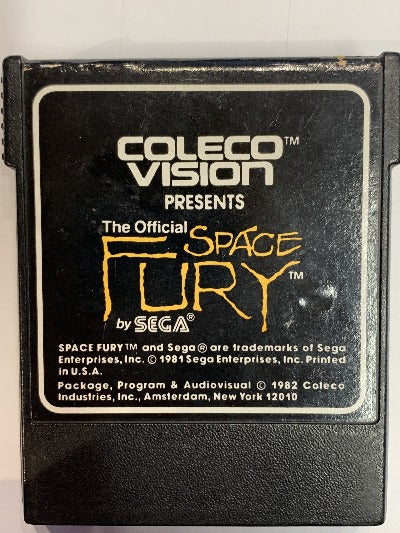 COLECO™
VISION
PRESENTS
The Official SPACE
FURY™
by SEGA®
SPACE FURY™ and Sega® are trademarks of Sega
Enterprises, Inc. © 1981 Sega Enterprises, Inc. Printed
in U.S.A.
Package, Program & Audiovisual © 1982 Coleco
Industries, Inc., Amsterdam, New York 12010